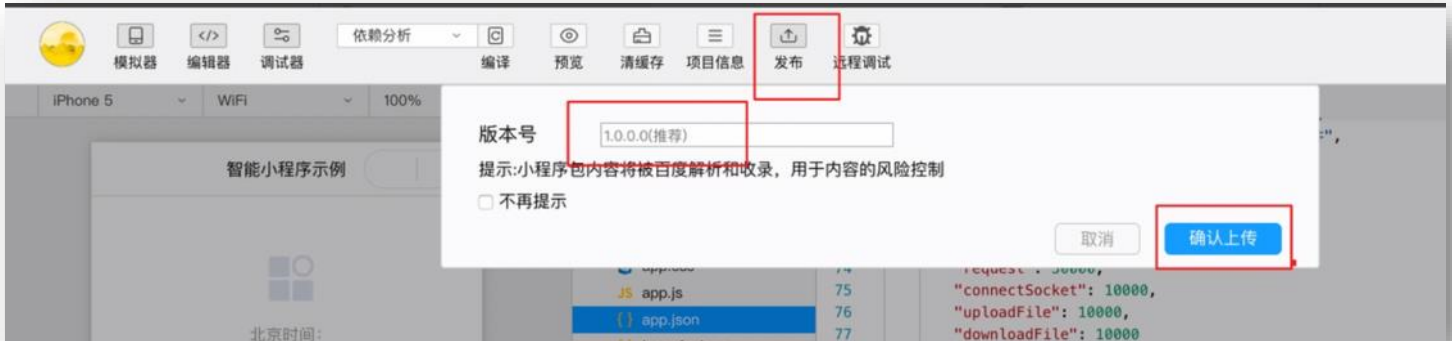 依赖分析
模拟器 编辑器 调试器 编译 预览 清缓存 项目信息 发布 远程调试
iPhone 5 WiFi 100%
版本号 1.0.0.0(推荐)
",
智能小程序示例
提示:小程序包内容将被百度解析和收录，用于内容的风险控制
不再提示
取消 确认上传
74
JS app.js 75 "connectSocket": 10000,
{ } app.json 76 "uploadFile": 10000,
北京时间: 77 "downloadFile": 10000